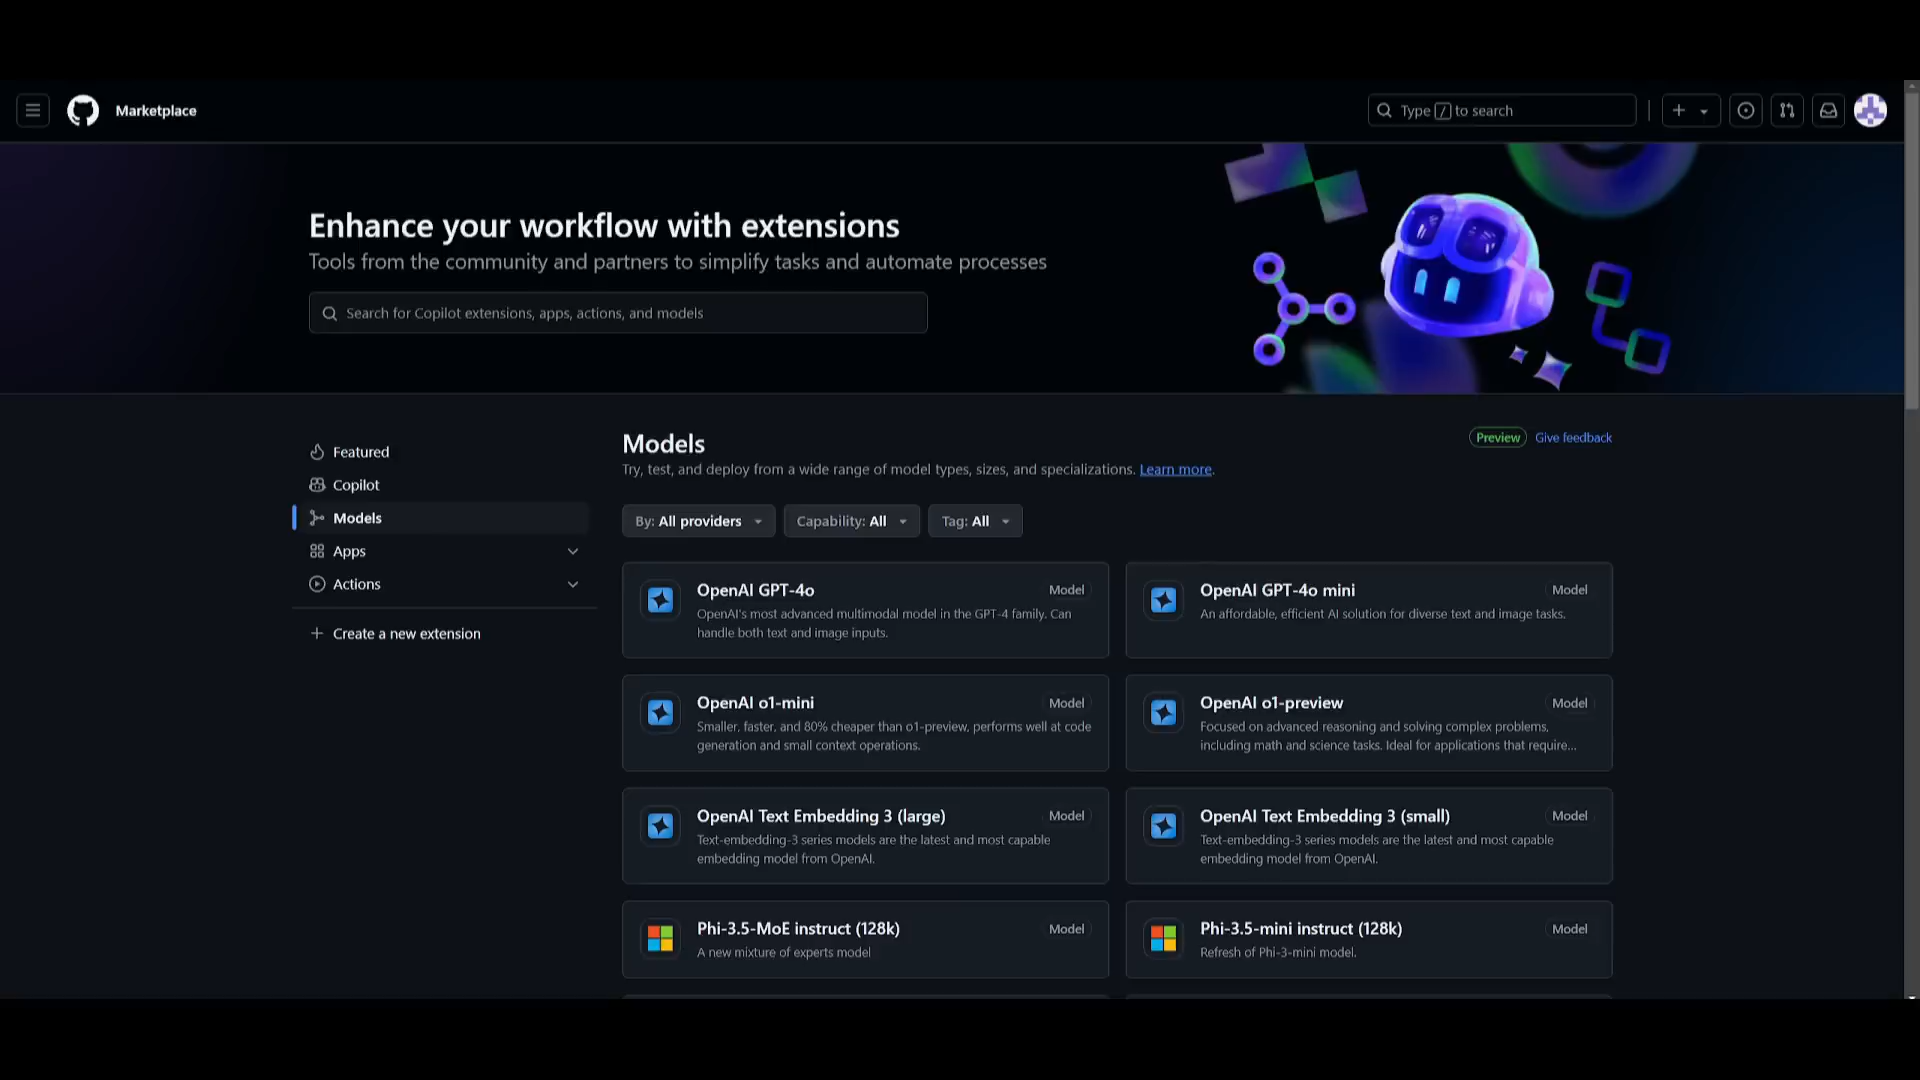 Marketplace
Type / to search
Enhance your workflow with extensions
Tools from the community and partners to simplify tasks and automate processes
Search for Copilot extensions, apps, actions, and models
Featured
Copilot
Models
Apps
Actions
Create a new extension
Models
Preview
Give feedback
Try, test, and deploy from a wide range of model types, sizes, and specializations. Learn more.
By: All providers
Capability: All
Tag: All
OpenAI GPT-4o
Model
OpenAI's most advanced multimodal model in the GPT-4 family. Can
handle both text and image inputs.
OpenAI GPT-4o mini
Model
An affordable, efficient AI solution for diverse text and image tasks.
OpenAI o1-mini
Model
Smaller, faster, and 80% cheaper than o1-preview, performs well at code
generation and small context operations.
OpenAI o1-preview
Model
Focused on advanced reasoning and solving complex problems,
including math and science tasks. Ideal for applications that require...
OpenAI Text Embedding 3 (large)
Model
Text-embedding-3 series models are the latest and most capable
embedding model from OpenAI.
OpenAI Text Embedding 3 (small)
Model
Text-embedding-3 series models are the latest and most capable
embedding model from OpenAI.
Phi-3.5-MoE instruct (128k)
Model
A new mixture of experts model
Phi-3.5-mini instruct (128k)
Model
Refresh of Phi-3-mini model.